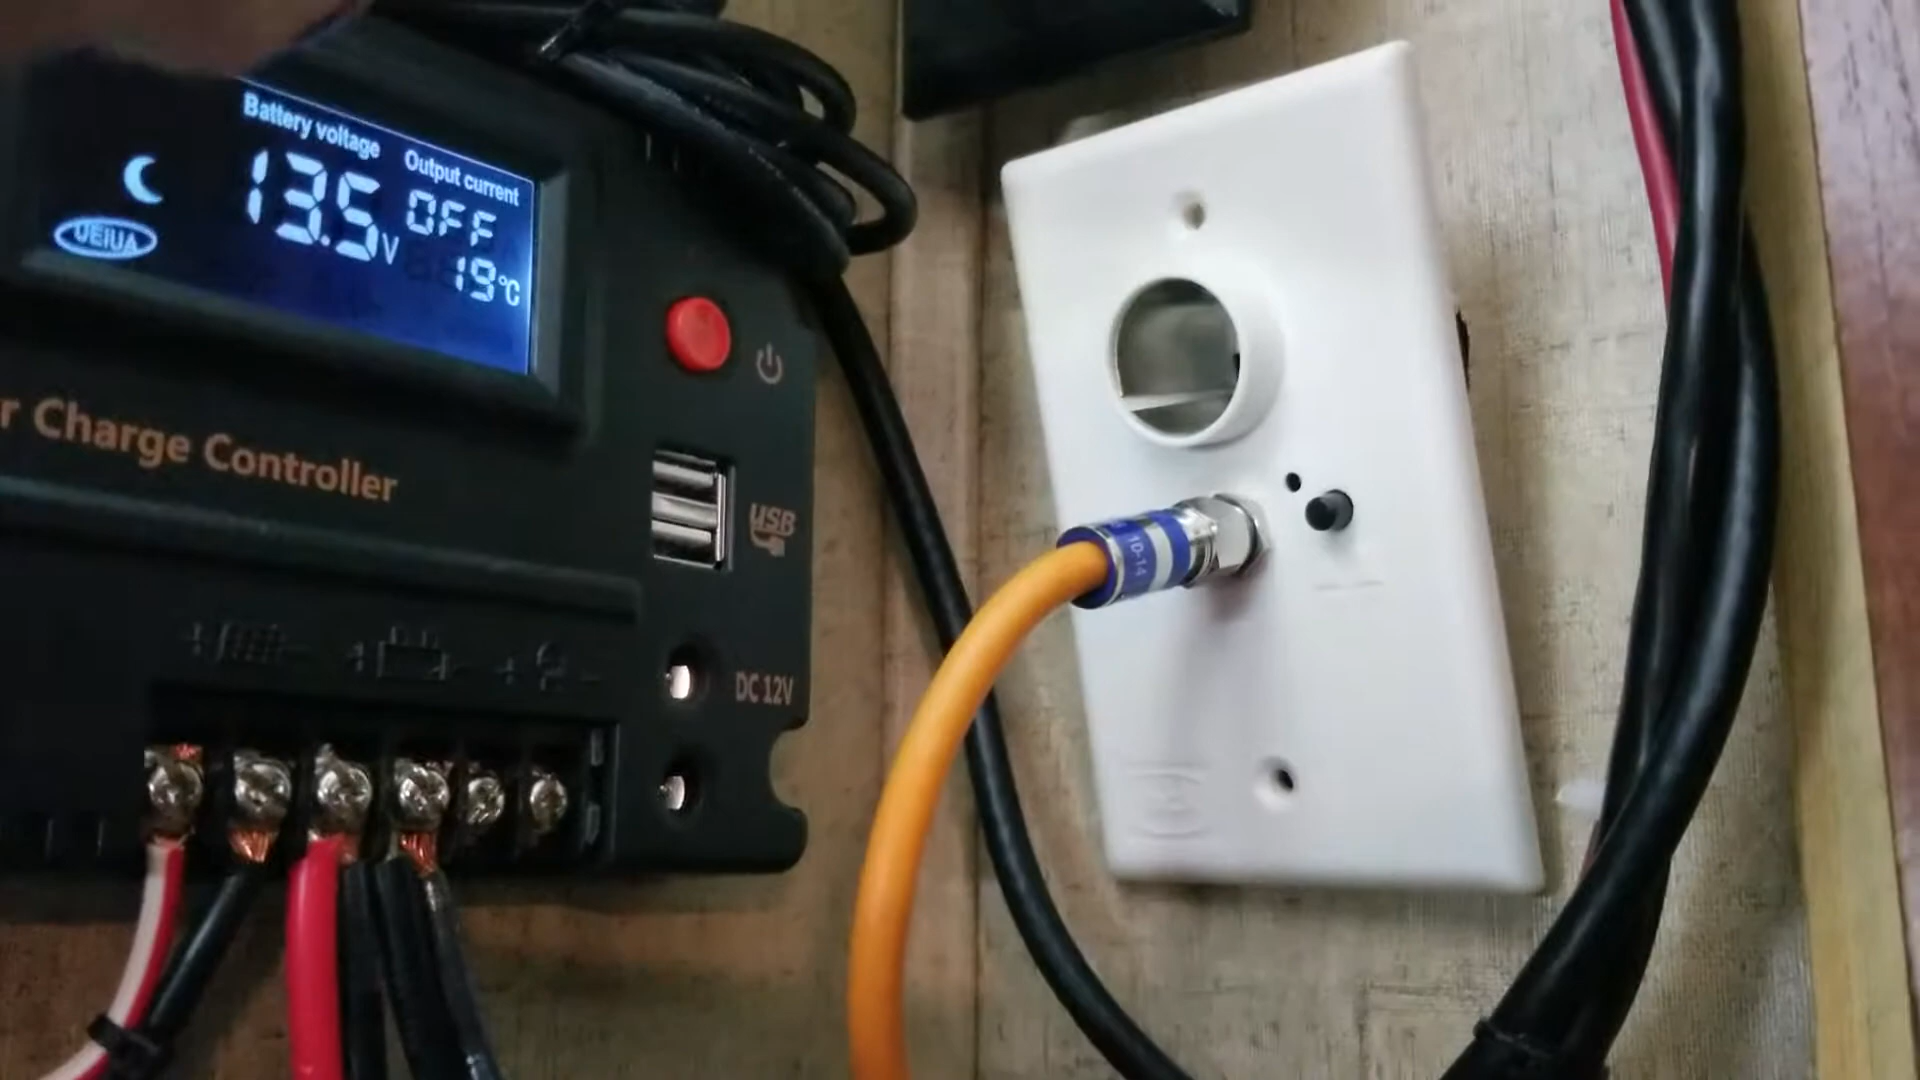 Battery voltage
Output current
13.5V
OFF
19°C
UEIUA
r Charge Controller
USB
DC 12V
10-14